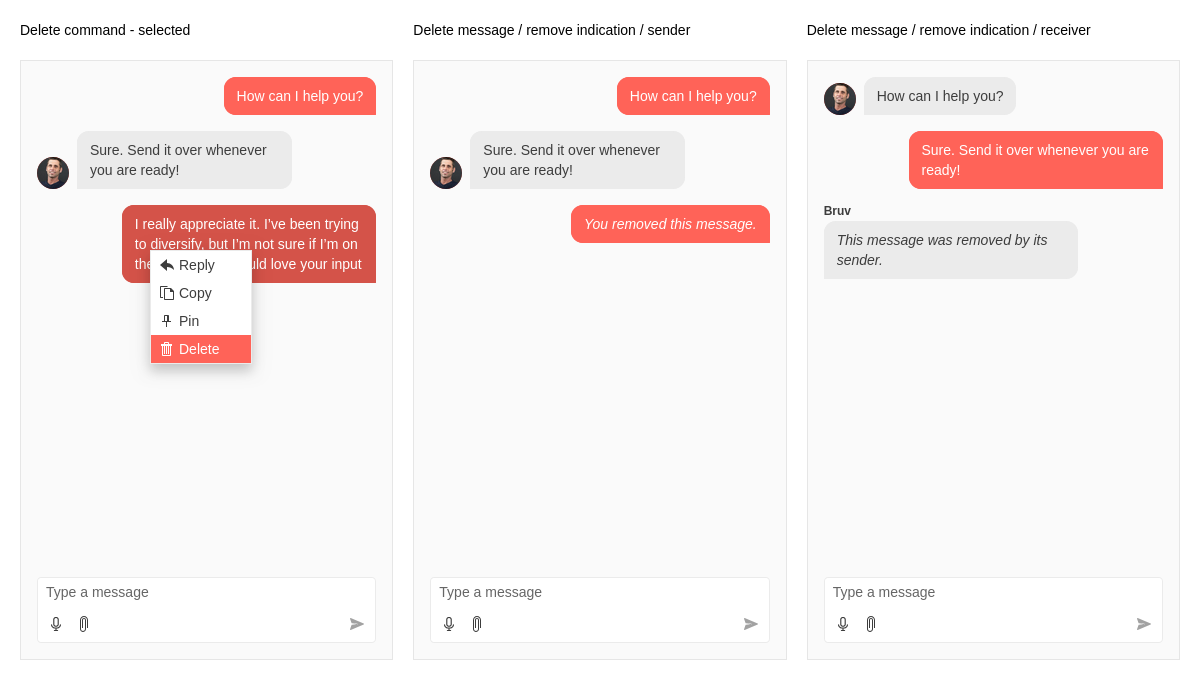 Delete command - selected
How can I help you?
Sure. Send it over whenever
you are ready!
I really appreciate it. I’ve been trying
to diversify, but I’m not sure if I’m on
the love your input
Reply
Copy
Pin
Delete
Type a message
Delete message / remove indication / sender
How can I help you?
Sure. Send it over whenever
you are ready!
You removed this message.
Type a message
Delete message / remove indication / receiver
How can I help you?
Sure. Send it over whenever you are
ready!
Bruv
This message was removed by its
sender.
Type a message